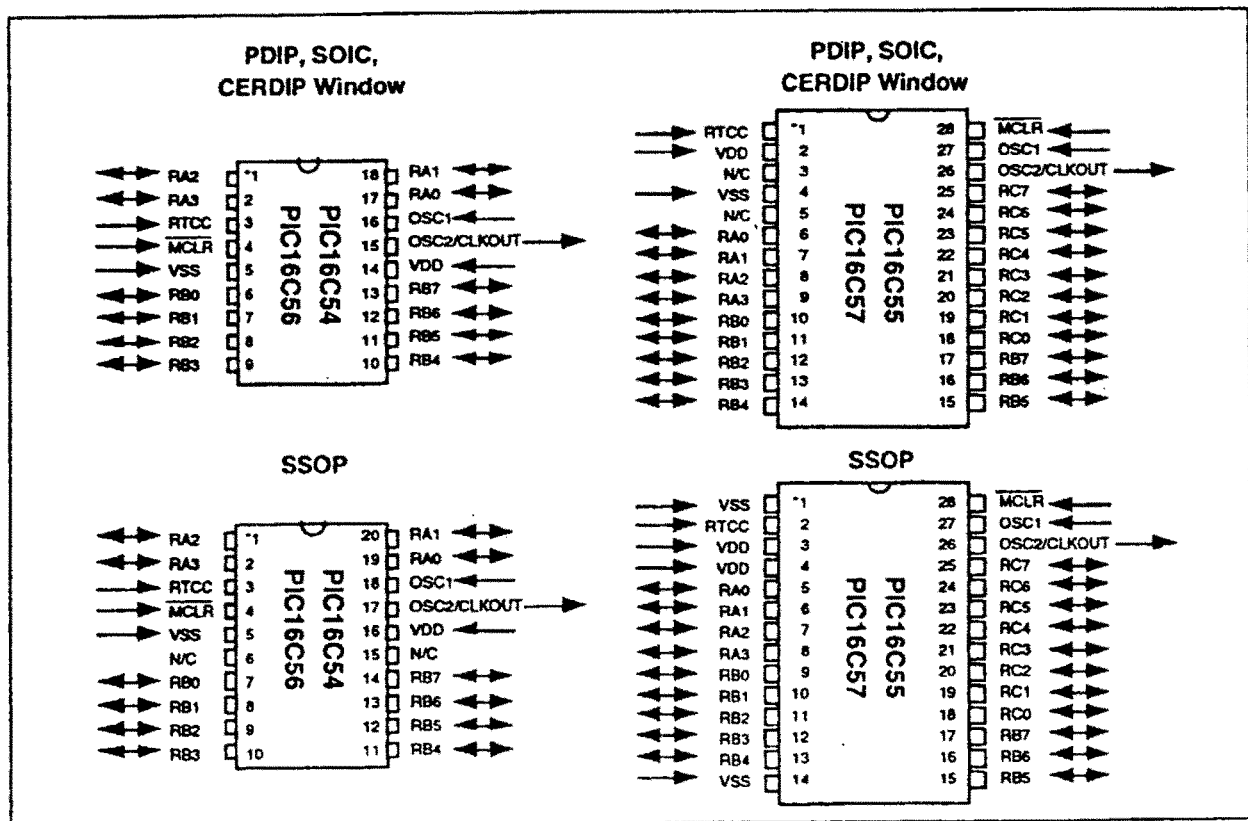 PDIP, SOIC,
CERDIP Window
RA2 *1 18 RA1
RA3 2 17 RA0
RTCC 3 16 OSC1
MCLR 4 15 OSC2/CLKOUT
VSS 5 14 VDD
RB0 6 13 RB7
RB1 7 12 RB6
RB2 8 11 RB5
RB3 9 10 RB4
PIC16C54
PIC16C56
PDIP, SOIC,
CERDIP Window
RTCC *1 28 MCLR
VDD 2 27 OSC1
N/C 3 26 OSC2/CLKOUT
VSS 4 25 RC7
N/C 5 24 RC6
RA0 6 23 RC5
RA1 7 22 RC4
RA2 8 21 RC3
RA3 9 20 RC2
RB0 10 19 RC1
RB1 11 18 RC0
RB2 12 17 RB7
RB3 13 16 RB6
RB4 14 15 RB5
PIC16C55
PIC16C57
SSOP
RA2 *1 20 RA1
RA3 2 19 RA0
RTCC 3 18 OSC1
MCLR 4 17 OSC2/CLKOUT
VSS 5 16 VDD
N/C 6 15 N/C
RB0 7 14 RB7
RB1 8 13 RB6
RB2 9 12 RB5
RB3 10 11 RB4
PIC16C54
PIC16C56
SSOP
VSS *1 28 MCLR
RTCC 2 27 OSC1
VDD 3 26 OSC2/CLKOUT
VDD 4 25 RC7
RA0 5 24 RC6
RA1 6 23 RC5
RA2 7 22 RC4
RA3 8 21 RC3
RB0 9 20 RC2
RB1 10 19 RC1
RB2 11 18 RC0
RB3 12 17 RB7
RB4 13 16 RB6
VSS 14 15 RB5
PIC16C55
PIC16C57